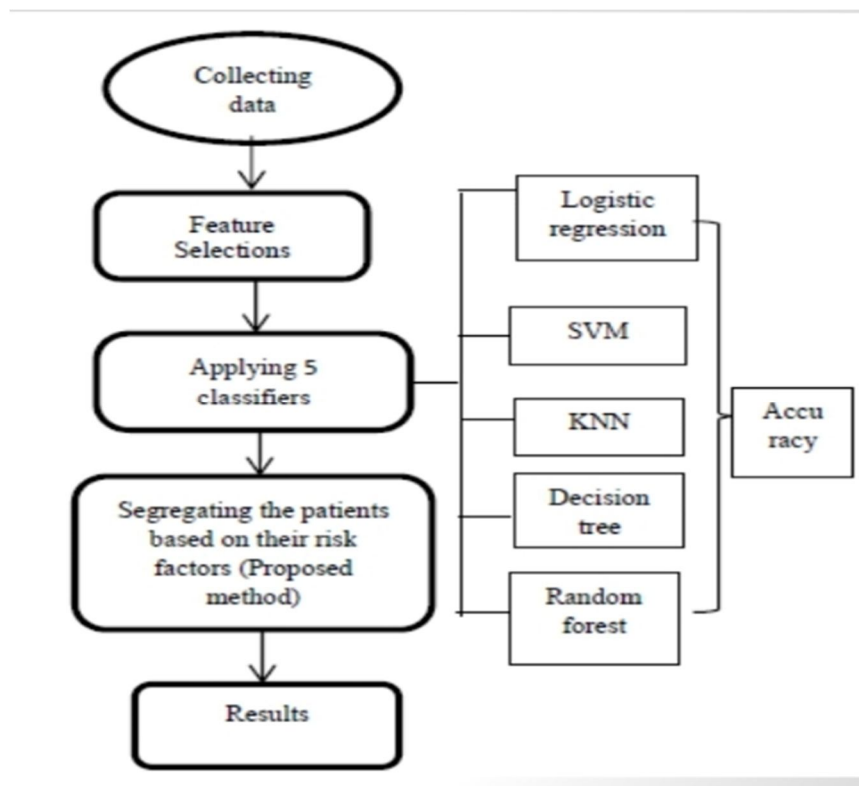 Collecting
data
Feature
Selections
Applying 5
classifiers
Segregating the patients
based on their risk
factors (Proposed
method)
Results
Logistic
regression
SVM
KNN
Decision
tree
Random
forest
Accu
racy